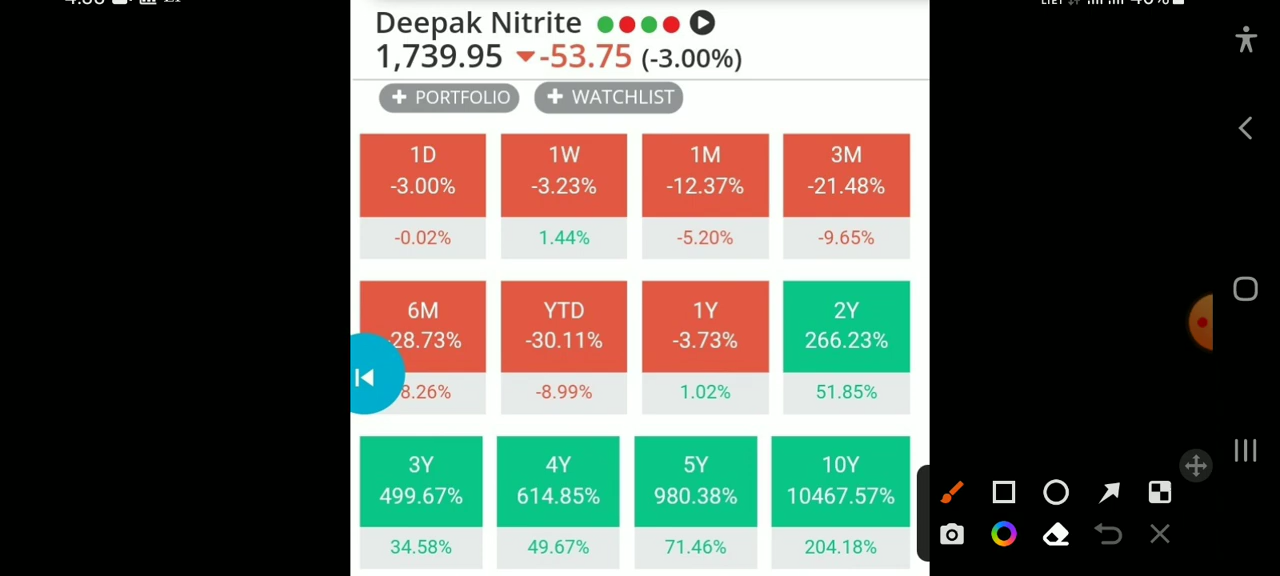 Deepak Nitrite
1,739.95 -53.75 (-3.00%)
+ PORTFOLIO + WATCHLIST
1D 1W 1M 3M
-3.00% -3.23% -12.37% -21.48%
-0.02% 1.44% -5.20% -9.65%
6M YTD 1Y 2Y
28.73% -30.11% -3.73% 266.23%
8.26% -8.99% 1.02% 51.85%
3Y 4Y 5Y 10Y
499.67% 614.85% 980.38% 10467.57%
34.58% 49.67% 71.46% 204.18%